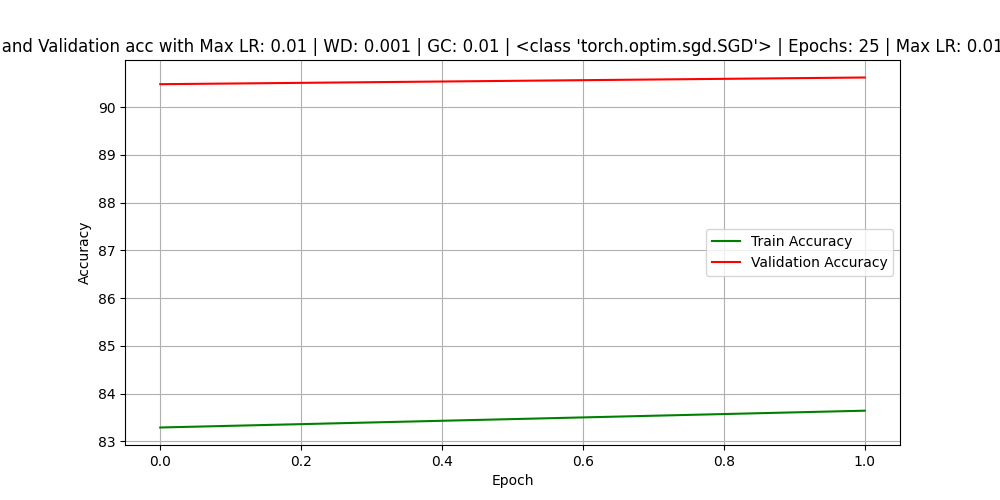 and Validation acc with Max LR: 0.01 | WD: 0.001 | GC: 0.01 | <class 'torch.optim.sgd.SGD'> | Epochs: 25 | Max LR: 0.01
90
89
88
87
86
85
84
83
Accuracy
Train Accuracy
Validation Accuracy
0.0 0.2 0.4 0.6 0.8 1.0
Epoch